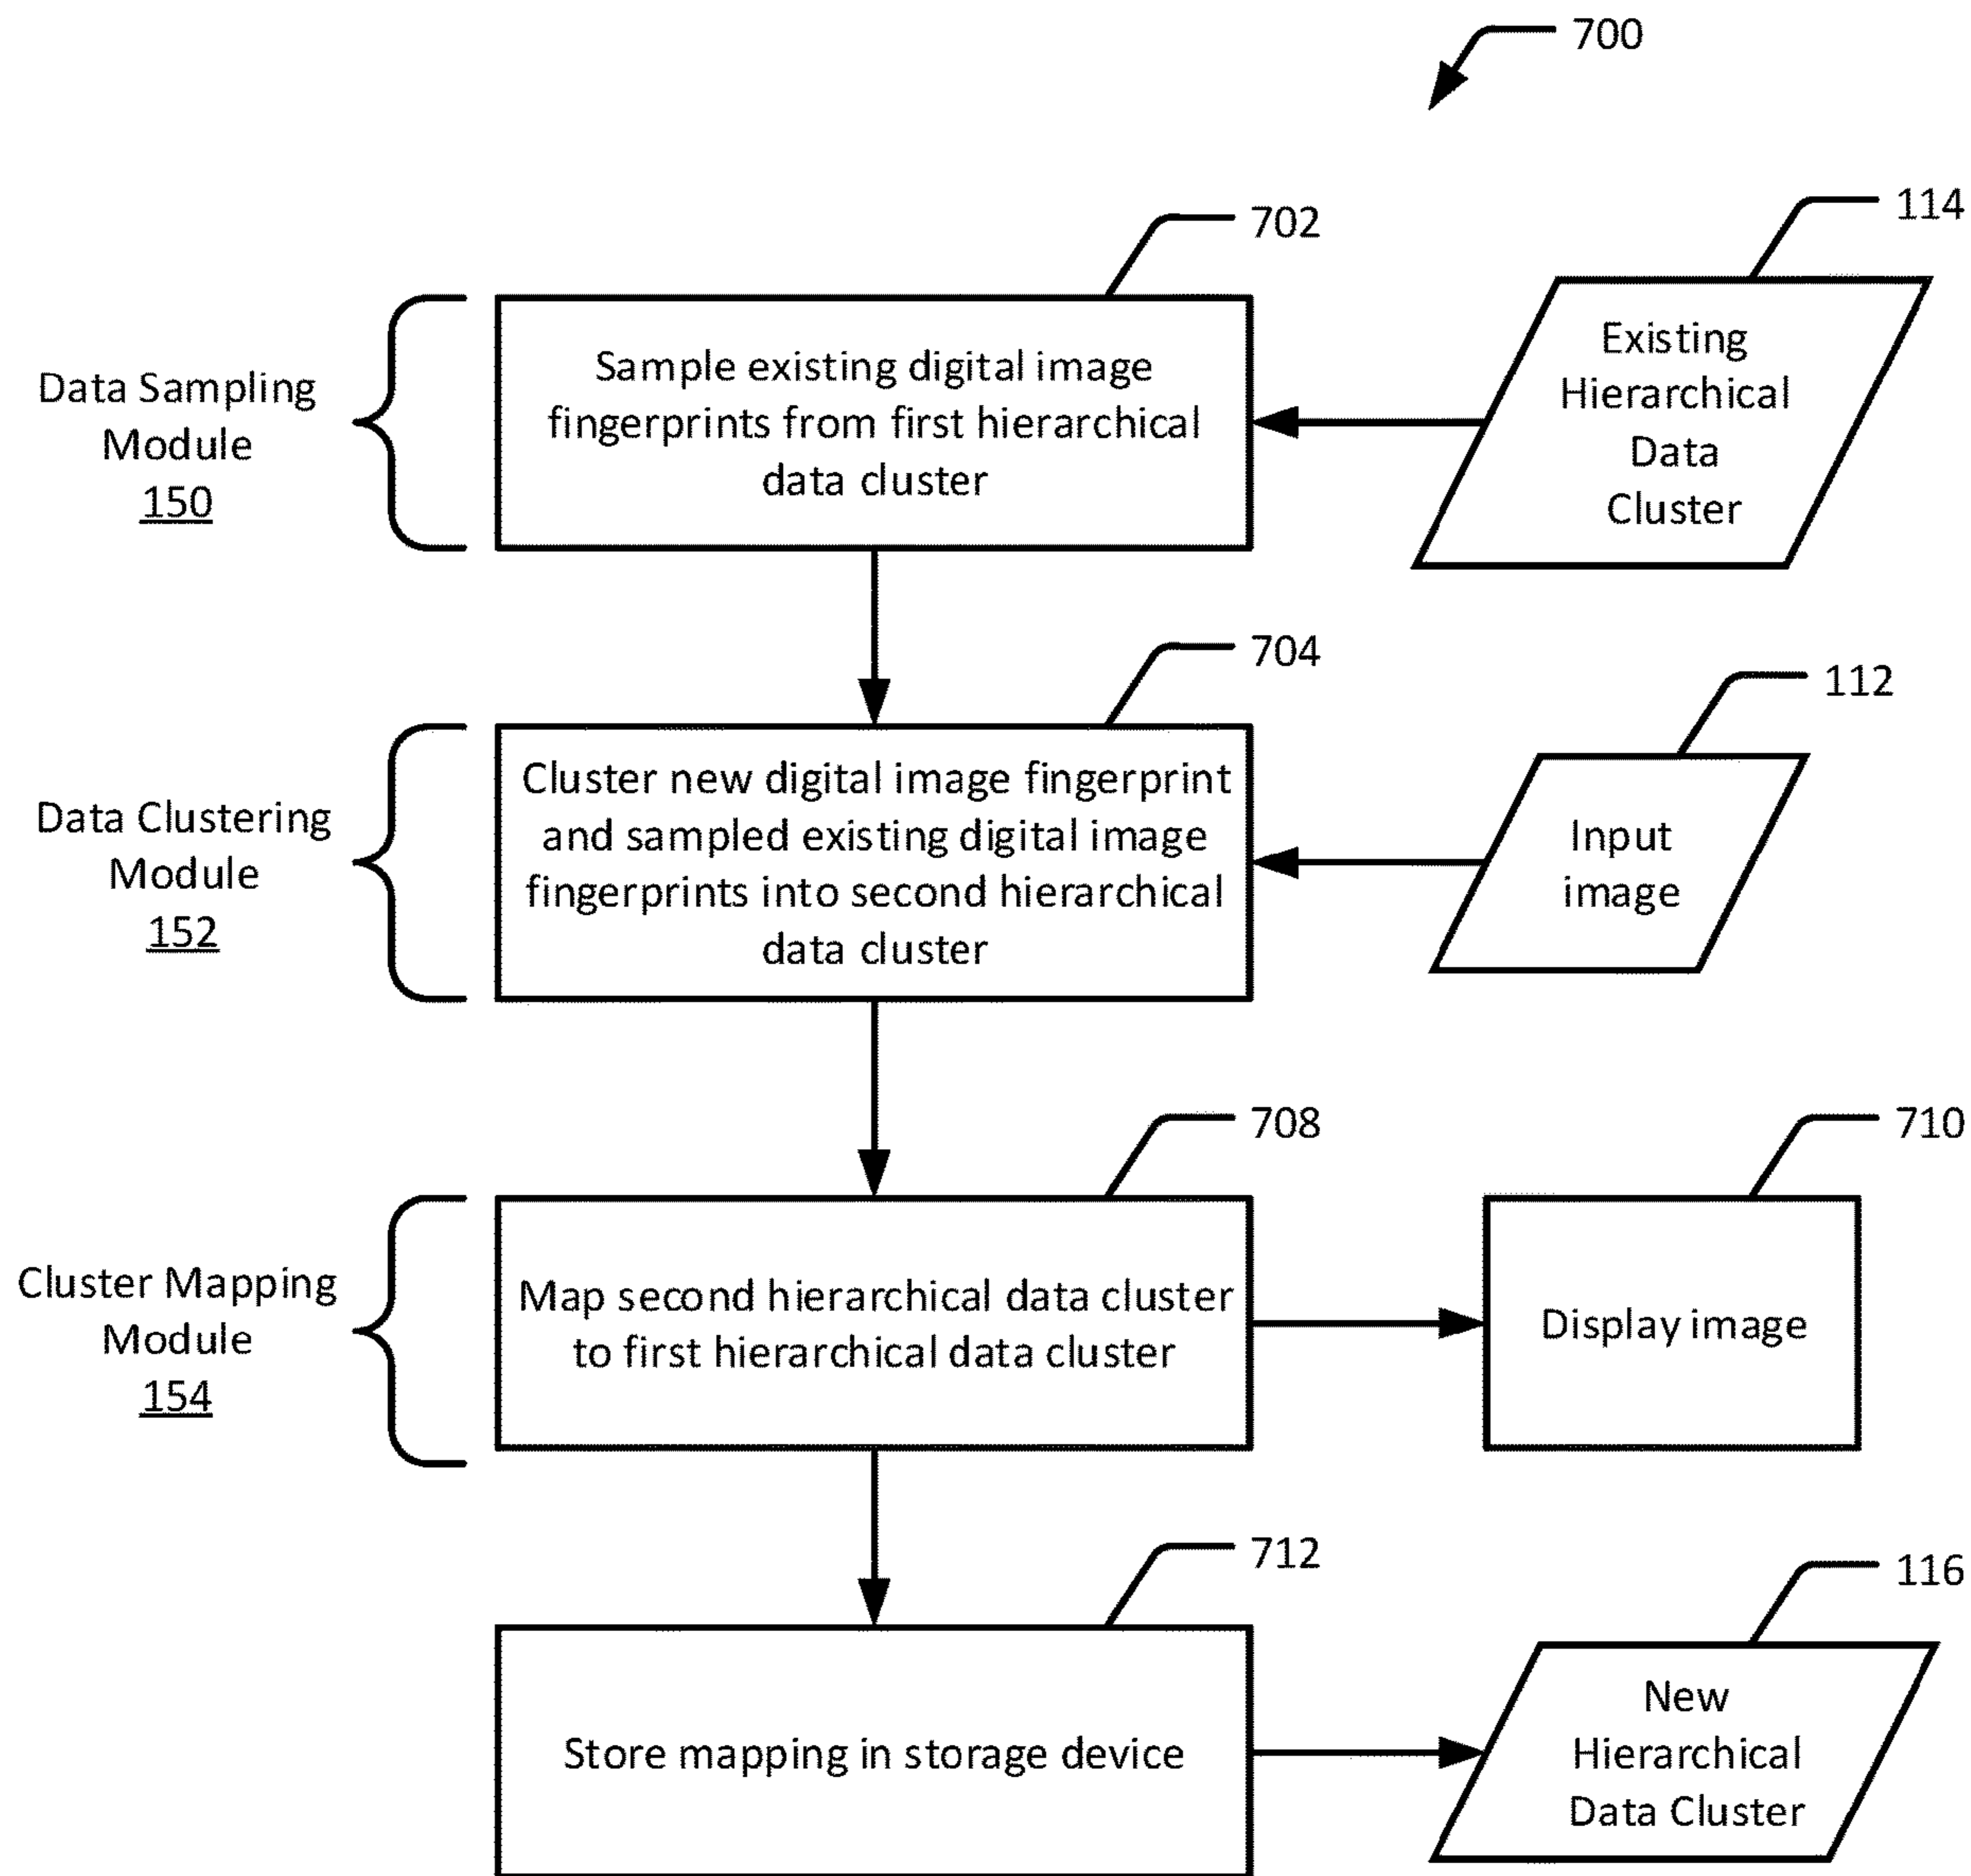 700
114
702
Existing
Hierarchical
Data
Cluster
Sample existing digital image
fingerprints from first hierarchical
data cluster
Data Sampling
Module
150
704
112
Cluster new digital image fingerprint
and sampled existing digital image
fingerprints into second hierarchical
data cluster
Input
image
Data Clustering
Module
152
708
710
Map second hierarchical data cluster
to first hierarchical data cluster
Display image
Cluster Mapping
Module
154
712
116
Store mapping in storage device
New
Hierarchical
Data Cluster